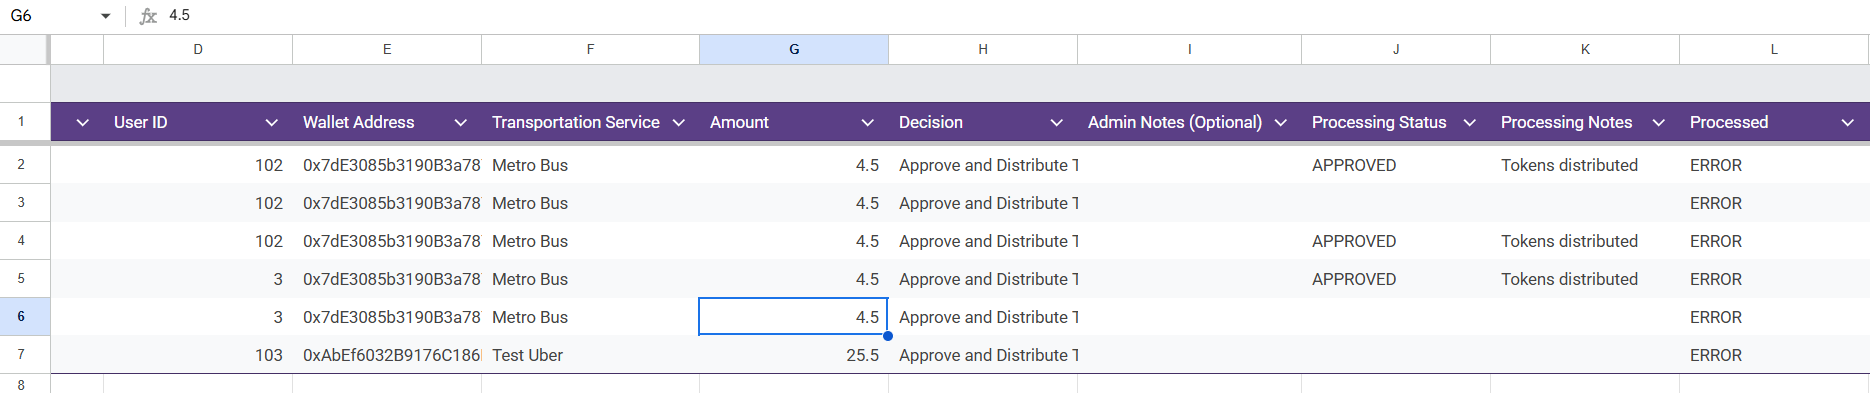 G6 fx 4.5
D E F G H I J K L
1 User ID Wallet Address Transportation Service Amount Decision Admin Notes (Optional) Processing Status Processing Notes Processed
2 102 0x7dE3085b3190B3a78 Metro Bus 4.5 Approve and Distribute T APPROVED Tokens distributed ERROR
3 102 0x7dE3085b3190B3a78 Metro Bus 4.5 Approve and Distribute T ERROR
4 102 0x7dE3085b3190B3a78 Metro Bus 4.5 Approve and Distribute T APPROVED Tokens distributed ERROR
5 3 0x7dE3085b3190B3a78 Metro Bus 4.5 Approve and Distribute T APPROVED Tokens distributed ERROR
6 3 0x7dE3085b3190B3a78 Metro Bus 4.5 Approve and Distribute T ERROR
7 103 0xAbEf6032B9176C186 Test Uber 25.5 Approve and Distribute T ERROR
8